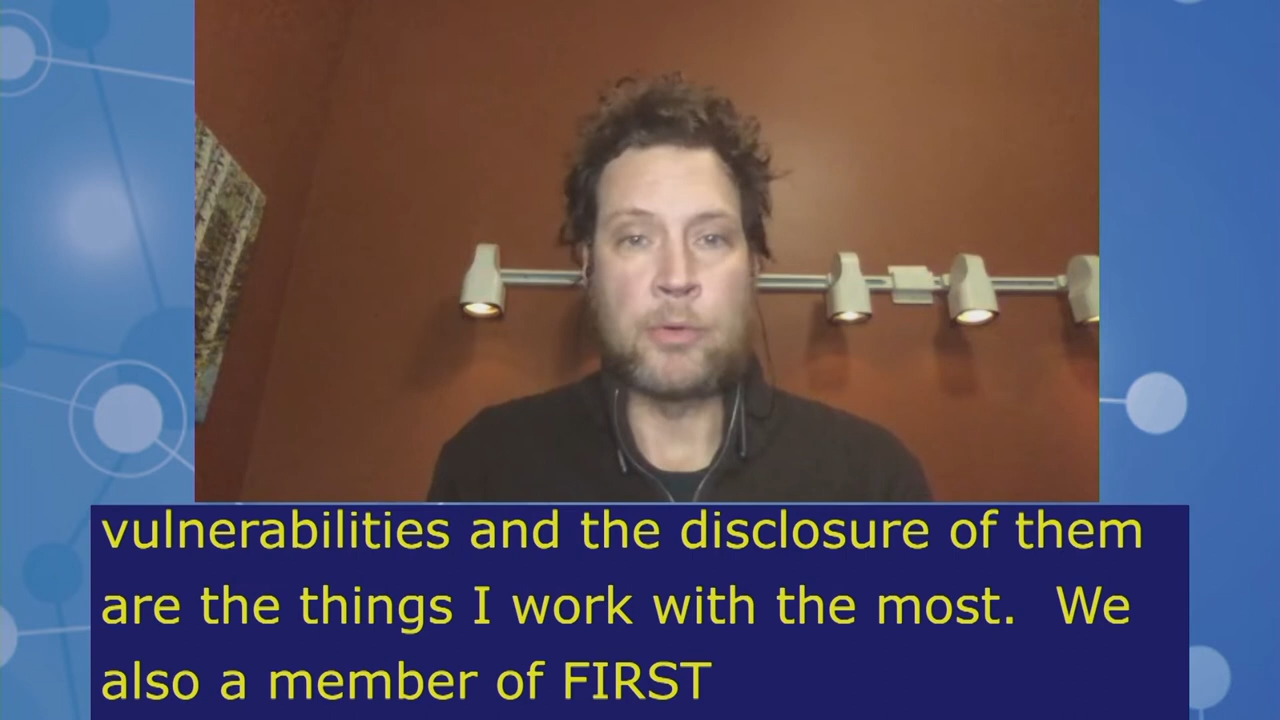 vulnerabilities and the disclosure of them
are the things I work with the most.  We
also a member of FIRST